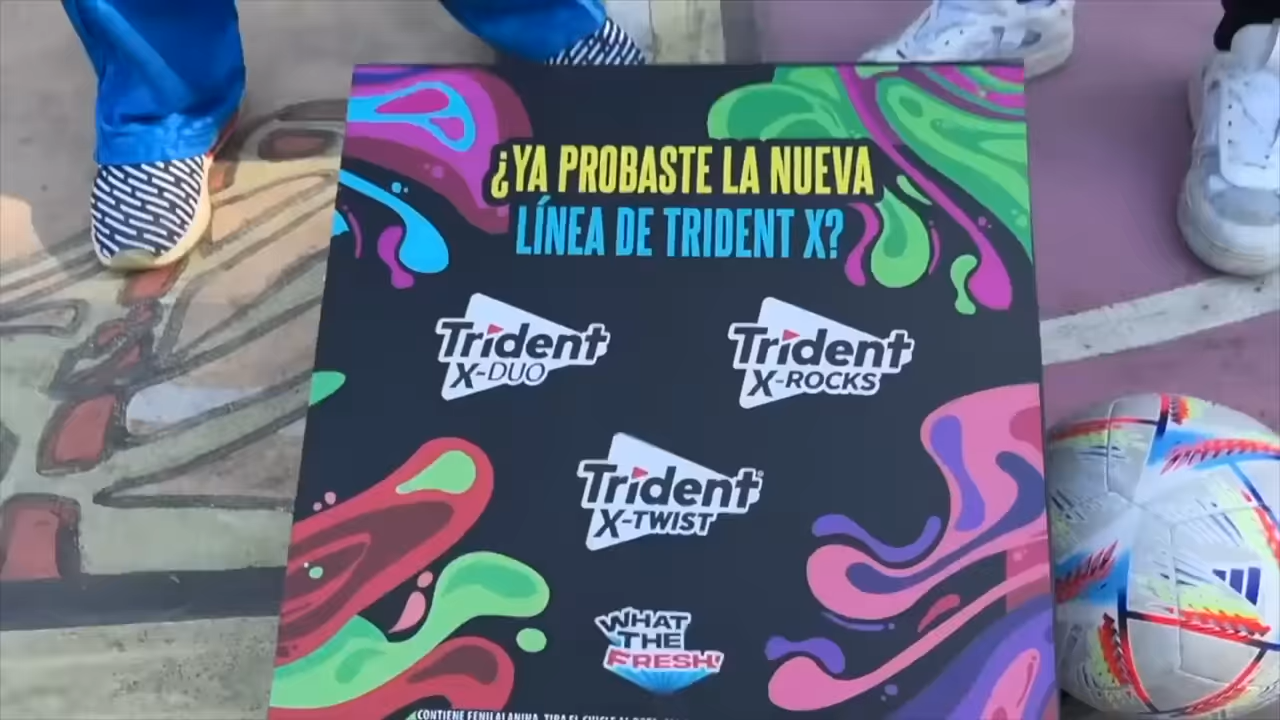 ¿YA PROBASTE LA NUEVA
LÍNEA DE TRIDENT X?
Trident
X-DUO
Trident
X-ROCKS
Trident
X-TWIST
WHAT
THE
FRESH!
CONTIENE FENILALANINA. TIRA EL CHICLE AL